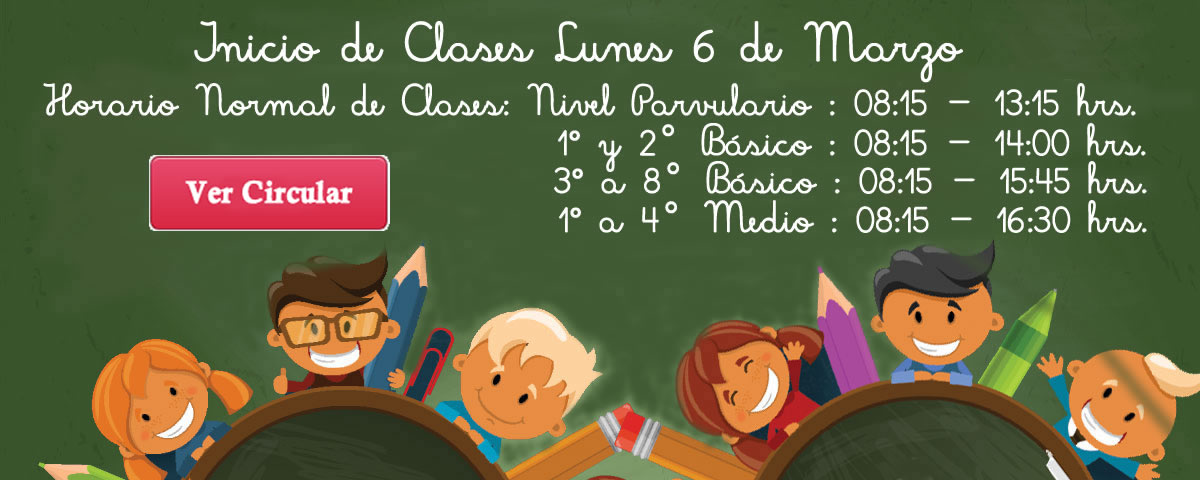 Inicio de Clases Lunes 6 de Marzo
Horario Normal de Clases: Nivel Parvulario : 08:15 - 13:15 hrs.
1° y 2° Básico : 08:15 - 14:00 hrs.
3° a 8° Básico : 08:15 - 15:45 hrs.
1° a 4° Medio : 08:15 - 16:30 hrs.
Ver Circular